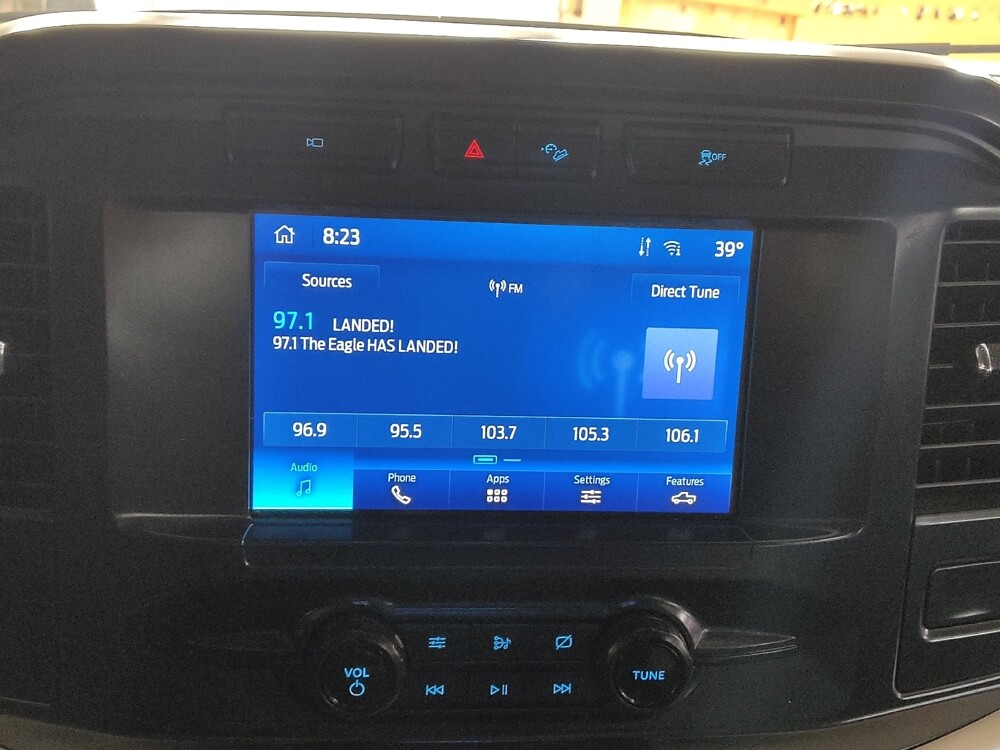 OFF
8:23
39°
Sources
FM
Direct Tune
97.1 LANDED!
97.1 The Eagle HAS LANDED!
96.9 95.5 103.7 105.3 106.1
Audio Phone Apps Settings Features
VOL
TUNE